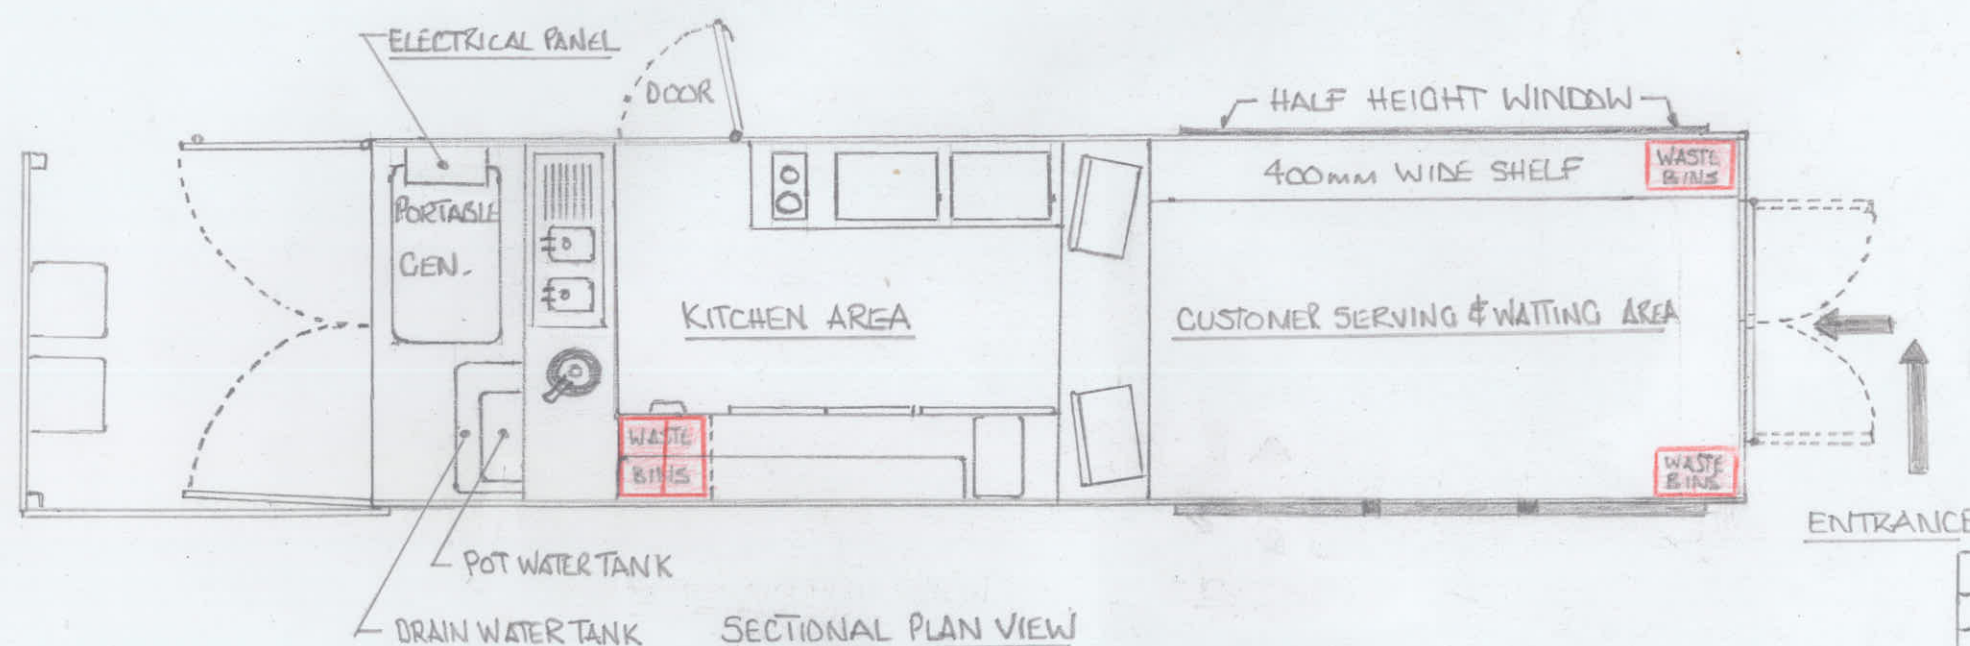 ELECTRICAL PANEL
DOOR
HALF HEIGHT WINDOW
PORTABLE
GEN.
400mm WIDE SHELF
WASTE
BINS
KITCHEN AREA
CUSTOMER SERVING & WAITING AREA
WASTE
BINS
WASTE
BINS
ENTRANCE
POT WATER TANK
DRAIN WATER TANK
SECTIONAL PLAN VIEW